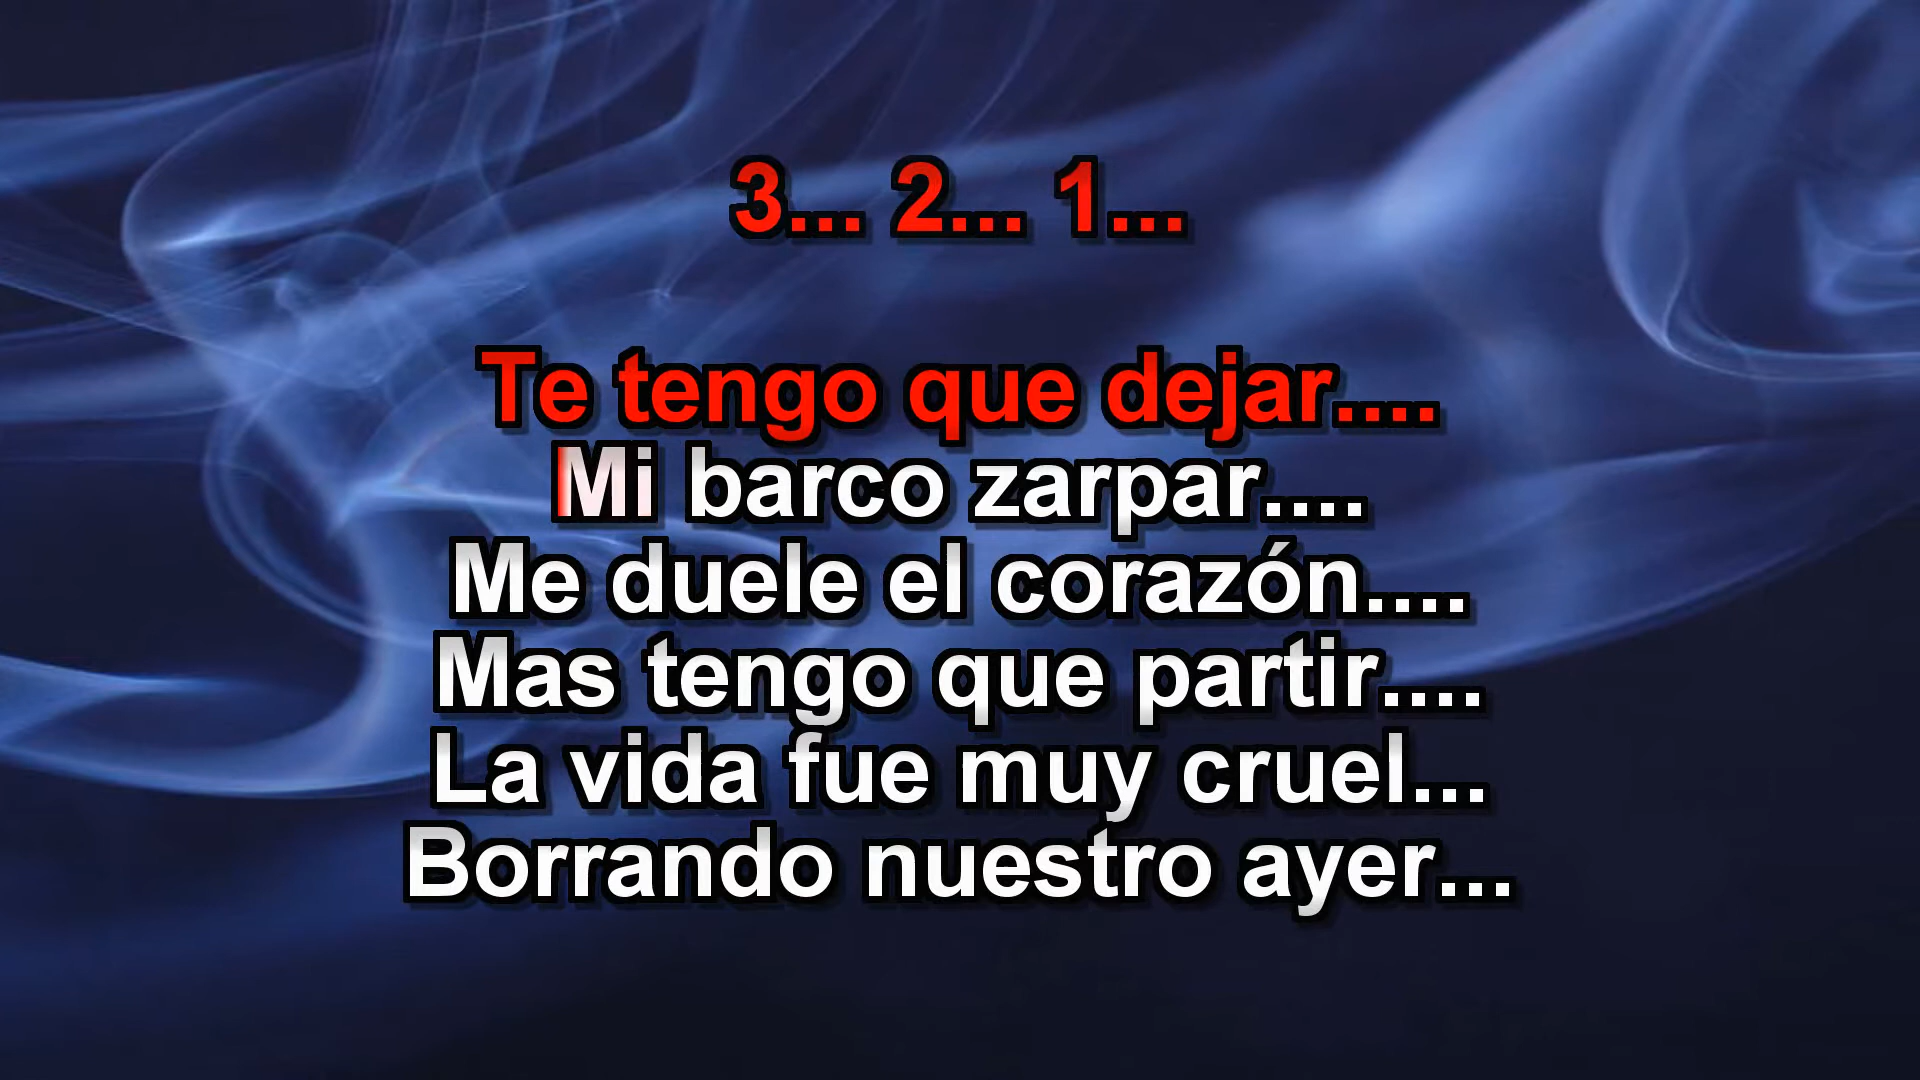 3... 2... 1...
Te tengo que dejar....
Mi barco zarpar....
Me duele el corazón....
Mas tengo que partir....
La vida fue muy cruel...
Borrando nuestro ayer...